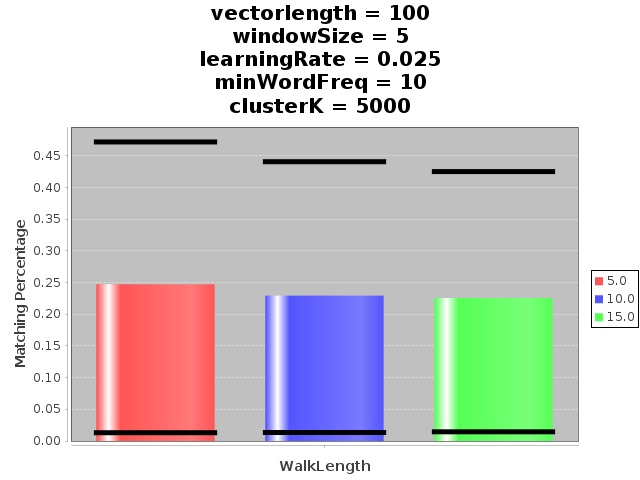 vectorlength = 100
windowSize = 5
learningRate = 0.025
minWordFreq = 10
clusterK = 5000
0.45
0.40
0.35
0.30
0.25
0.20
0.15
0.10
0.05
0.00
Matching Percentage
WalkLength
5.0
10.0
15.0